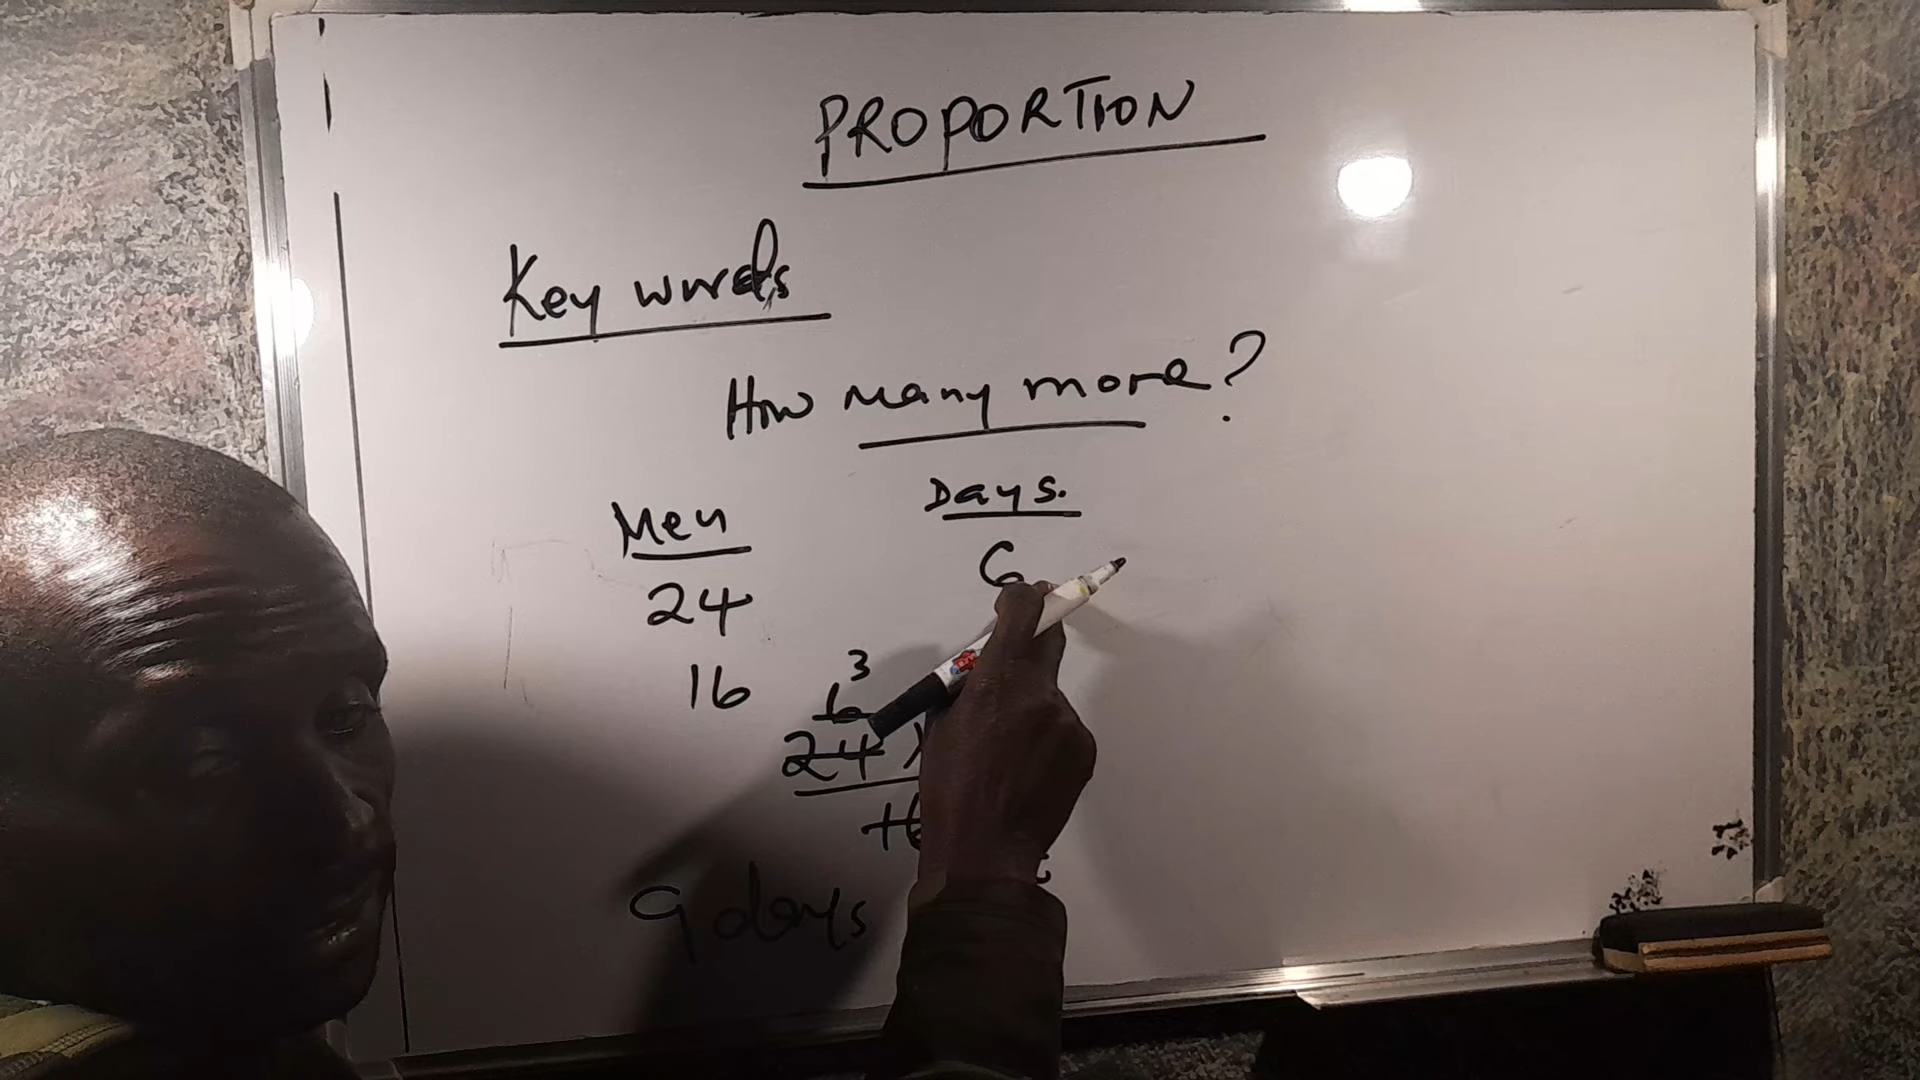 PROPORTION
Key words
How many more?
Men Days.
24 6
16
3
6
24 X
16
9 days